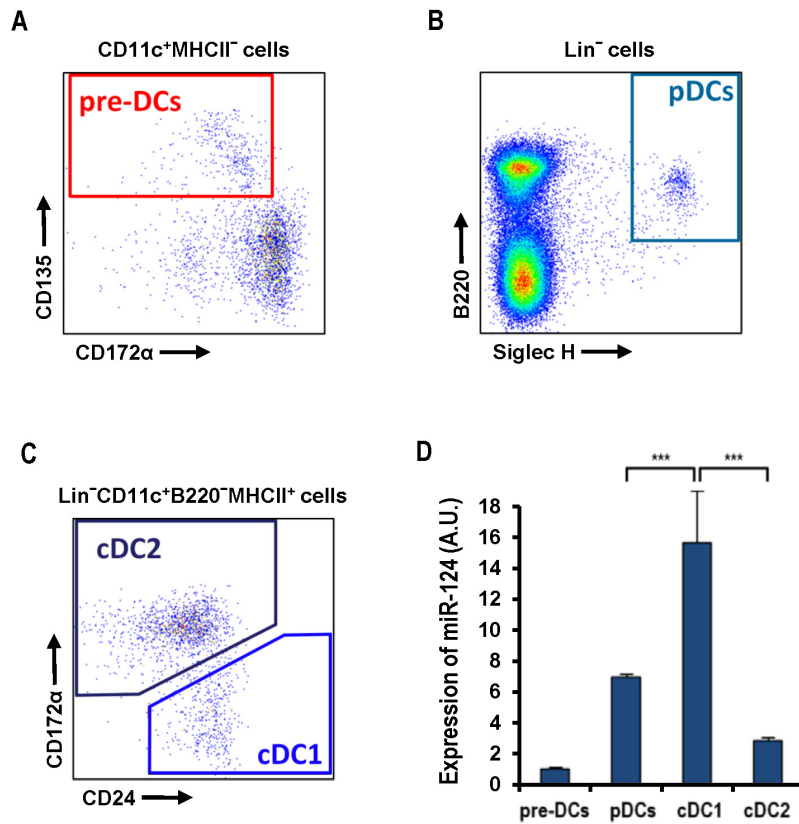 A
CD11c⁺MHCII⁻ cells
pre-DCs
CD135
CD172α
B
Lin⁻ cells
pDCs
B220
Siglec H
C
Lin⁻CD11c⁺B220⁻MHCII⁺ cells
cDC2
cDC1
CD172α
CD24
D
*** ***
Expression of miR-124 (A.U.)
18
16
14
12
10
8
6
4
2
0
pre-DCs pDCs cDC1 cDC2